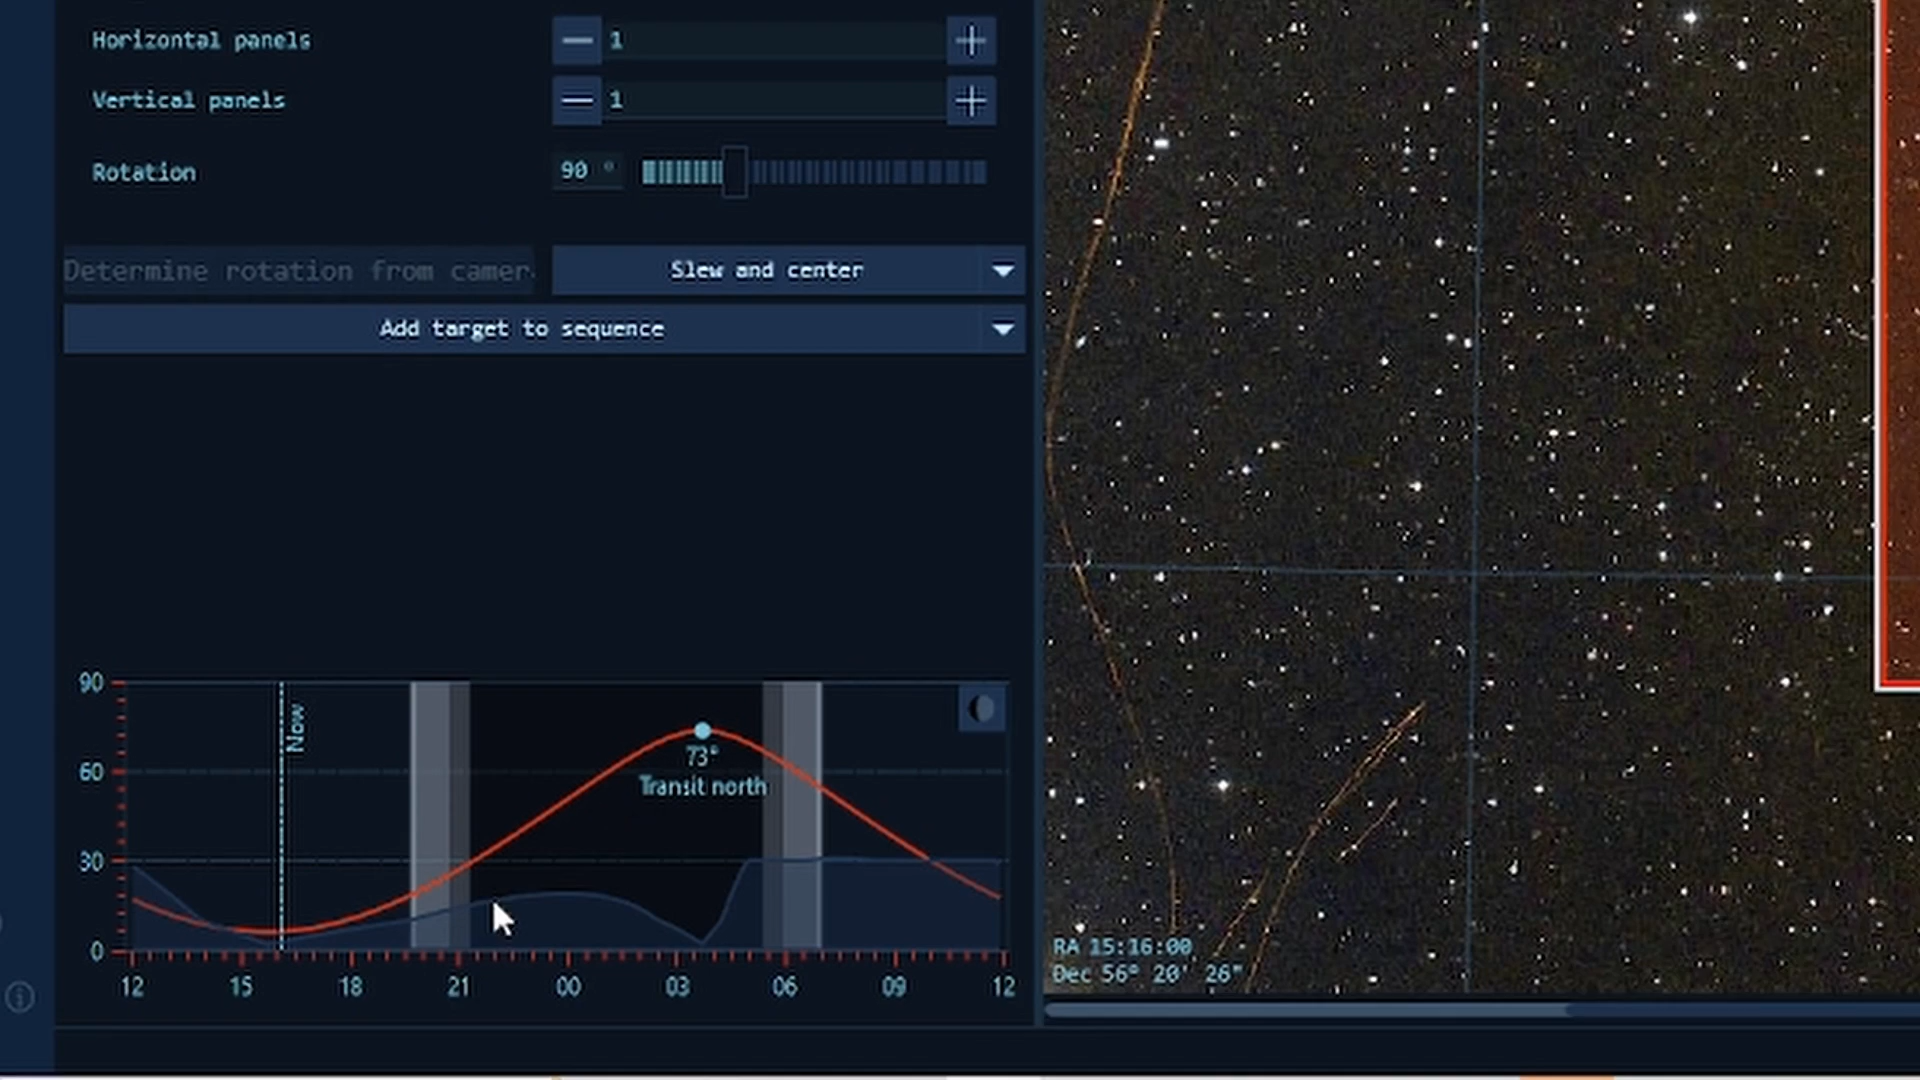 Horizontal panels
1
Vertical panels
1
Rotation
90 °
Determine rotation from camer
Slew and center
Add target to sequence
90
60
30
0
Now
73°
Transit north
12 15 18 21 00 03 06 09 12
RA 15:16:00
Dec 56° 20' 26"